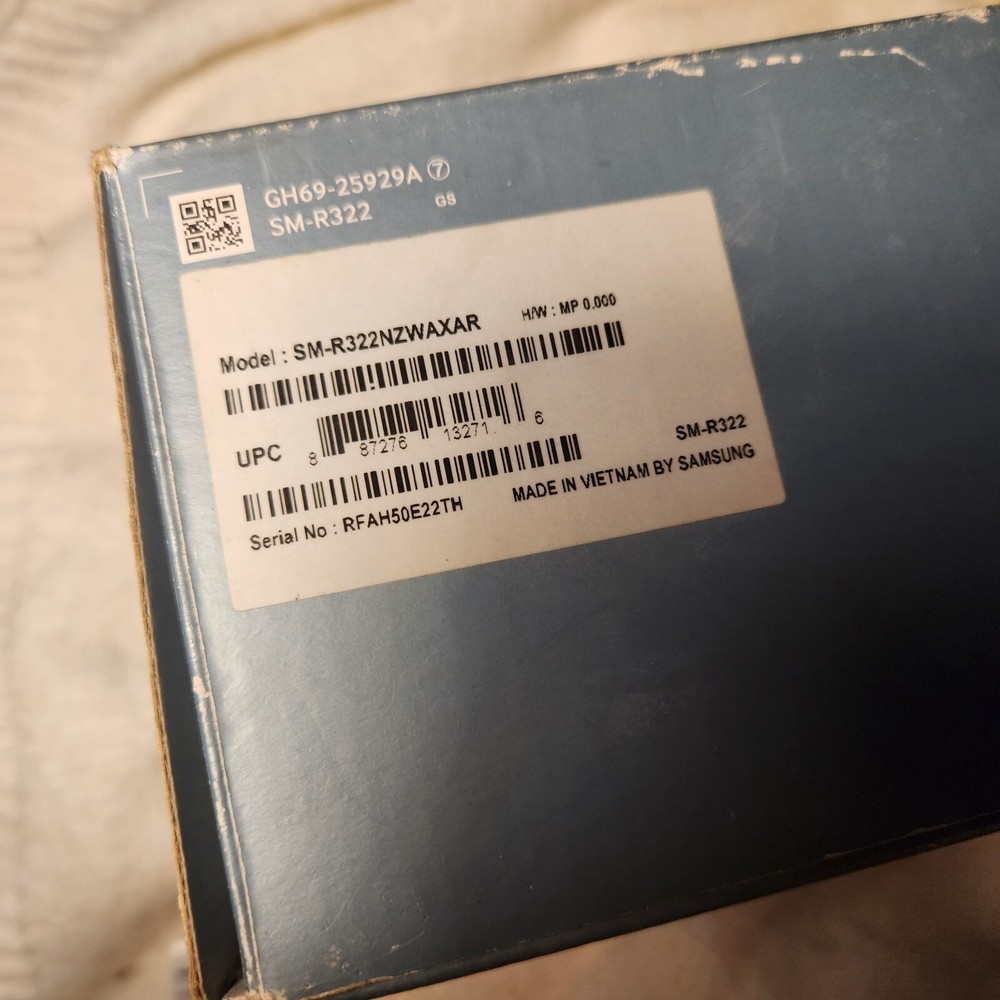 GH69-25929A ⑦
SM-R322 GS
Model : SM-R322NZWAXAR H/W : MP 0.000
UPC 8 87276 13271 6
SM-R322
Serial No : RFAH50E22TH MADE IN VIETNAM BY SAMSUNG